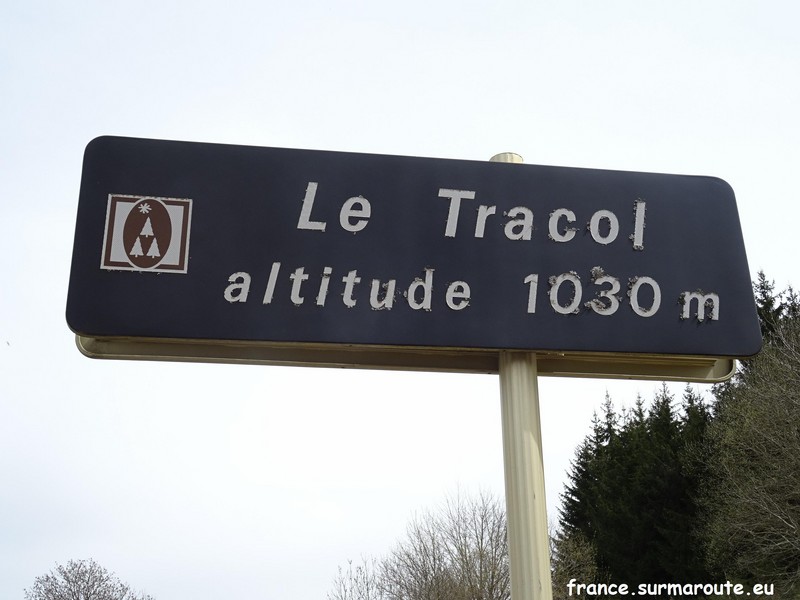 Le Tracol
altitude 1030 m
france.surmaroute.eu